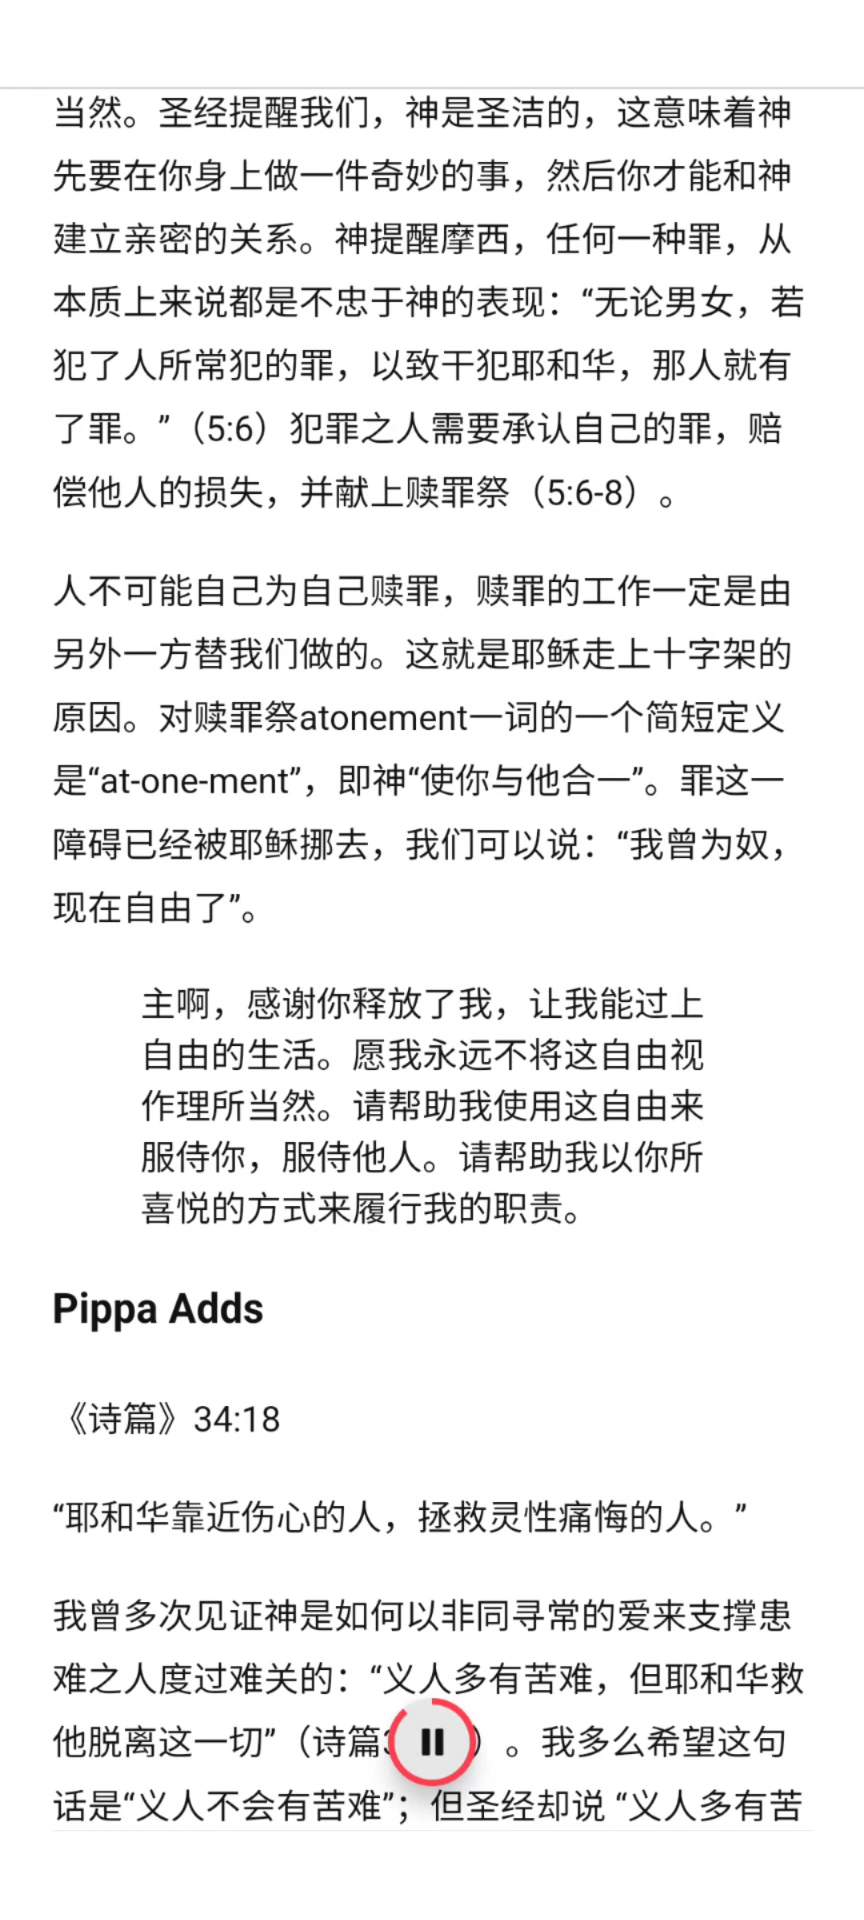 当然。圣经提醒我们，神是圣洁的，这意味着神
先要在你身上做一件奇妙的事，然后你才能和神
建立亲密的关系。神提醒摩西，任何一种罪，从
本质上来说都是不忠于神的表现：“无论男女，若
犯了人所常犯的罪，以致干犯耶和华，那人就有
了罪。”（5:6）犯罪之人需要承认自己的罪，赔
偿他人的损失，并献上赎罪祭（5:6-8）。
人不可能自己为自己赎罪，赎罪的工作一定是由
另外一方替我们做的。这就是耶稣走上十字架的
原因。对赎罪祭atonement一词的一个简短定义
是“at-one-ment”，即神“使你与他合一”。罪这一
障碍已经被耶稣挪去，我们可以说：“我曾为奴，
现在自由了”。
主啊，感谢你释放了我，让我能过上
自由的生活。愿我永远不将这自由视
作理所当然。请帮助我使用这自由来
服侍你，服侍他人。请帮助我以你所
喜悦的方式来履行我的职责。
Pippa Adds
《诗篇》34:18
“耶和华靠近伤心的人，拯救灵性痛悔的人。”
我曾多次见证神是如何以非同寻常的爱来支撑患
难之人度过难关的：“义人多有苦难，但耶和华救
他脱离这一切”（诗篇）。我多么希望这句
话是“义人不会有苦难”；但圣经却说 “义人多有苦